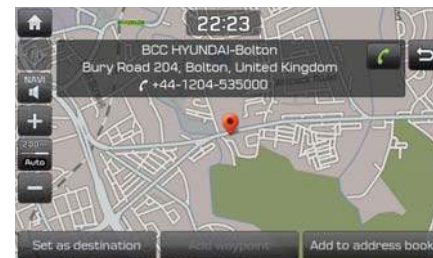 22:23
BCC HYUNDAI-Bolton
Bury Road 204, Bolton, United Kingdom
+44-1204-535000
NAVI
Auto
Set as destination
Add waypoint
Add to address book